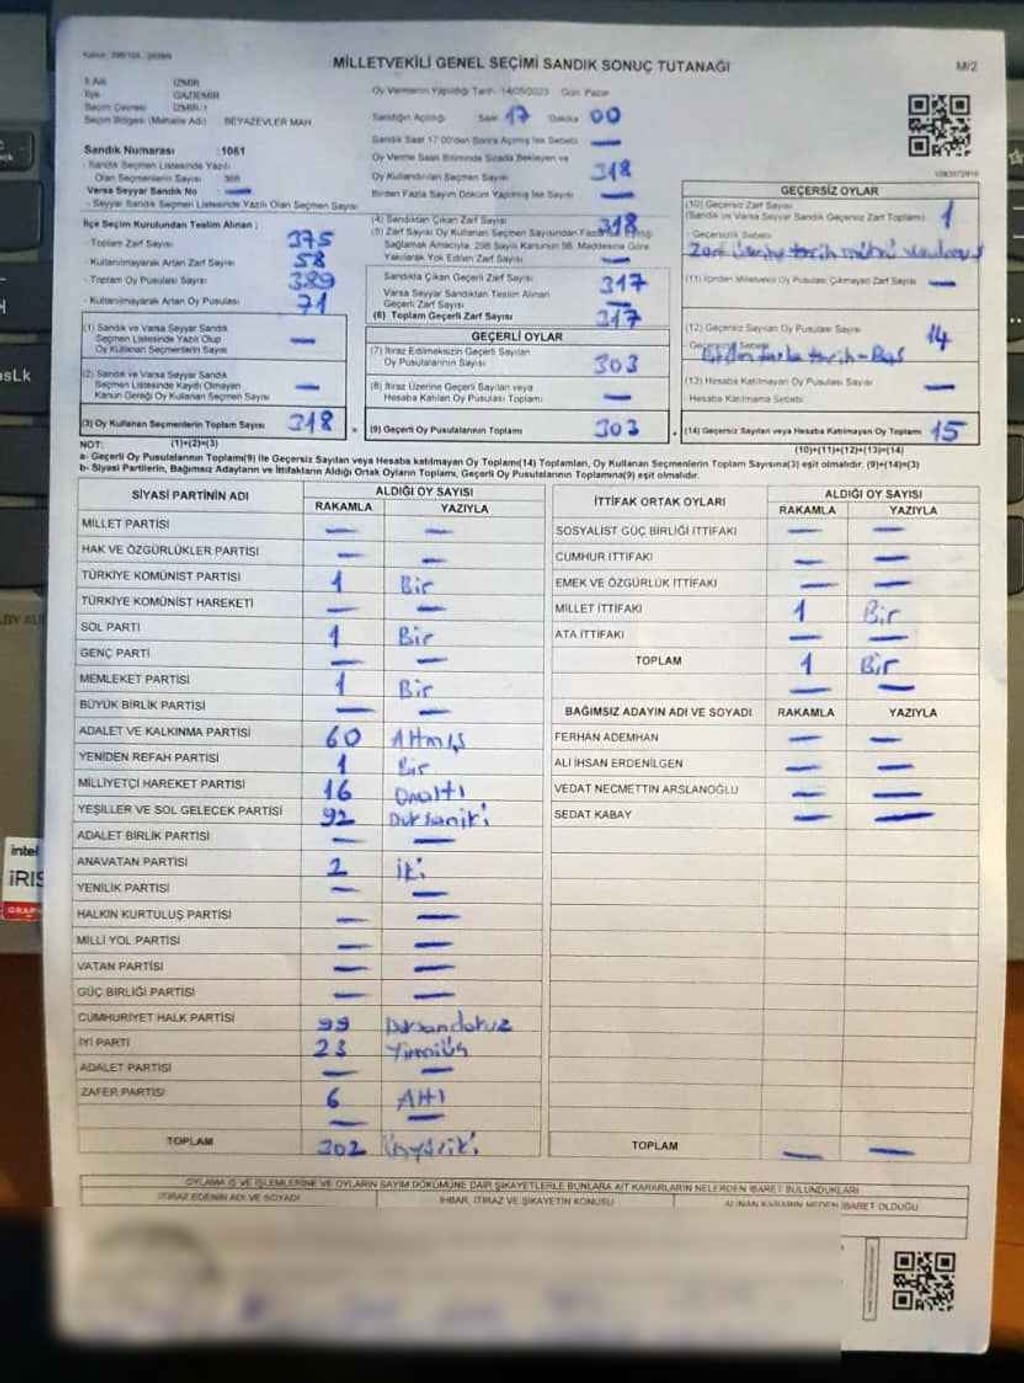 MİLLETVEKİLİ GENEL SEÇİMİ SANDIK SONUÇ TUTANAĞI
M/2
İli Adı İZMİR
İlçe GAZİEMİR
Seçim Çevresi İZMİR/1
Seçim Bölgesi (Mahalle Adı) BEYAZEVLER MAH.
Sandık Numarası :1061
Sandık Seçmen Listesinde Yazılı
Olan Seçmenlerin Sayısı
Varsa Seyyar Sandık No —
- Seyyar Sandık Seçmen Listesinde Yazılı Olan Seçmen Sayısı
Oy Vermenin Yapıldığı Tarih 14/05/2023 Gün Pazar
Sandığın Açıldığı Saat 17 Dakika 00
Sandık Saat 17:00'den Sonra Açılmış İse Sebebi —
Oy Verme Saati Bitiminde Sırada Bekleyen ve
Oy Kullandırılan Seçmen Sayısı 318
Birden Fazla Sayım Döküm Yapılmış İse Sayısı —
İlçe Seçim Kurulundan Teslim Alınan ;
- Toplam Zarf Sayısı 375
- Kullanılmayarak Artan Zarf Sayısı 58
- Toplam Oy Pusulası Sayısı 389
- Kullanılmayarak Artan Oy Pusulası 71
(4) Sandıktan Çıkan Zarf Sayısı 318
(5) Zarf Sayısı Oy Kullanan Seçmen Sayısından Fazla
Sağlamak Amacıyla, 298 Sayılı Kanunun 98. Maddesine Göre
Yakılarak Yok Edilen Zarf Sayısı —
Sandıkta Çıkan Geçerli Zarf Sayısı 317
Varsa Seyyar Sandıktan Teslim Alınan
Geçerli Zarf Sayısı —
(6) Toplam Geçerli Zarf Sayısı 317
GEÇERSİZ OYLAR
(10) Geçersiz Zarf Sayısı
(Sandık ve Varsa Seyyar Sandık Geçersiz Zarf Toplamı) 1
- Geçersizlik Sebebi
Zarf üzerine tarih mührü
(11) İçinden Milletvekili Oy Pusulası Çıkmayan Zarf Sayısı —
(12) Geçersiz Sayılan Oy Pusulası Sayısı 14
Geçersizlik Sebebi
Birden fazla tarih-Boş
(13) Hesaba Katılmayan Oy Pusulası Sayısı —
- Hesaba Katılmama Sebebi
(14) Geçersiz Sayılan veya Hesaba Katılmayan Oy Toplamı 15
(10)+(11)+(12)+(13)=(14)
(1) Sandık ve Varsa Seyyar Sandık
Seçmen Listesinde Yazılı Olup
Oy Kullanan Seçmenlerin Sayısı —
(2) Sandık ve Varsa Seyyar Sandık
Seçmen Listesinde Kaydı Olmayan
Kanun Gereği Oy Kullanan Seçmen Sayısı —
(3) Oy Kullanan Seçmenlerin Toplam Sayısı 318
GEÇERLİ OYLAR
(7) İtiraz Edilmeksizin Geçerli Sayılan
Oy Pusulalarının Sayısı 303
(8) İtiraz Üzerine Geçerli Sayılan veya
Hesaba Katılan Oy Pusulası Toplamı —
(9) Geçerli Oy Pusulalarının Toplamı 303
NOT: (1)+(2)=(3)
a- Geçerli Oy Pusulalarının Toplamı(9) ile Geçersiz Sayılan veya Hesaba katılmayan Oy Toplamı(14) Toplamları, Oy Kullanan Seçmenlerin Toplam Sayısına(3) eşit olmalıdır. (9)+(14)=(3)
b- Siyasi Partilerin, Bağımsız Adayların ve İttifakların Aldığı Ortak Oyların Toplamı, Geçerli Oy Pusulalarının Toplamına(9) eşit olmalıdır.
SİYASİ PARTİNİN ADI ALDIĞI OY SAYISI
RAKAMLA YAZIYLA
MİLLET PARTİSİ — —
HAK VE ÖZGÜRLÜKLER PARTİSİ — —
TÜRKİYE KOMÜNİST PARTİSİ 1 Bir
TÜRKİYE KOMÜNİST HAREKETİ — —
SOL PARTİ 1 Bir
GENÇ PARTİ — —
MEMLEKET PARTİSİ 1 Bir
BÜYÜK BİRLİK PARTİSİ — —
ADALET VE KALKINMA PARTİSİ 60 Altmış
YENİDEN REFAH PARTİSİ 1 Bir
MİLLİYETÇİ HAREKET PARTİSİ 16 Onaltı
YEŞİLLER VE SOL GELECEK PARTİSİ 92 Doksaniki
ADALET BİRLİK PARTİSİ — —
ANAVATAN PARTİSİ 2 İki
YENİLİK PARTİSİ — —
HALKIN KURTULUŞ PARTİSİ — —
MİLLİ YOL PARTİSİ — —
VATAN PARTİSİ — —
GÜÇ BİRLİĞİ PARTİSİ — —
CUMHURİYET HALK PARTİSİ 99 Doksandokuz
İYİ PARTİ 23 Yirmiüç
ADALET PARTİSİ — —
ZAFER PARTİSİ 6 Altı
— —
TOPLAM 302 Üçyüziki
İTTİFAK ORTAK OYLARI ALDIĞI OY SAYISI
RAKAMLA YAZIYLA
SOSYALİST GÜÇ BİRLİĞİ İTTİFAKI — —
CUMHUR İTTİFAKI — —
EMEK VE ÖZGÜRLÜK İTTİFAKI — —
MİLLET İTTİFAKI 1 Bir
ATA İTTİFAKI — —
TOPLAM 1 Bir
— —
BAĞIMSIZ ADAYIN ADI VE SOYADI RAKAMLA YAZIYLA
FERHAN ADEMHAN — —
ALİ İHSAN ERDENİLGEN — —
VEDAT NECMETTİN ARSLANOĞLU — —
SEDAT KABAY — —
TOPLAM — —
OYLAMA İŞ VE İŞLEMLERİNE VE OYLARIN SAYIM DÖKÜMÜNE DAİR ŞİKAYETLERLE BUNLARA AİT KARARLARIN NELERDEN İBARET BULUNDUKLARI
İTİRAZ EDENİN ADI VE SOYADI İHBAR, İTİRAZ VE ŞİKAYETİN KONUSU ALINAN KARARIN NEDEN İBARET OLDUĞU
intel